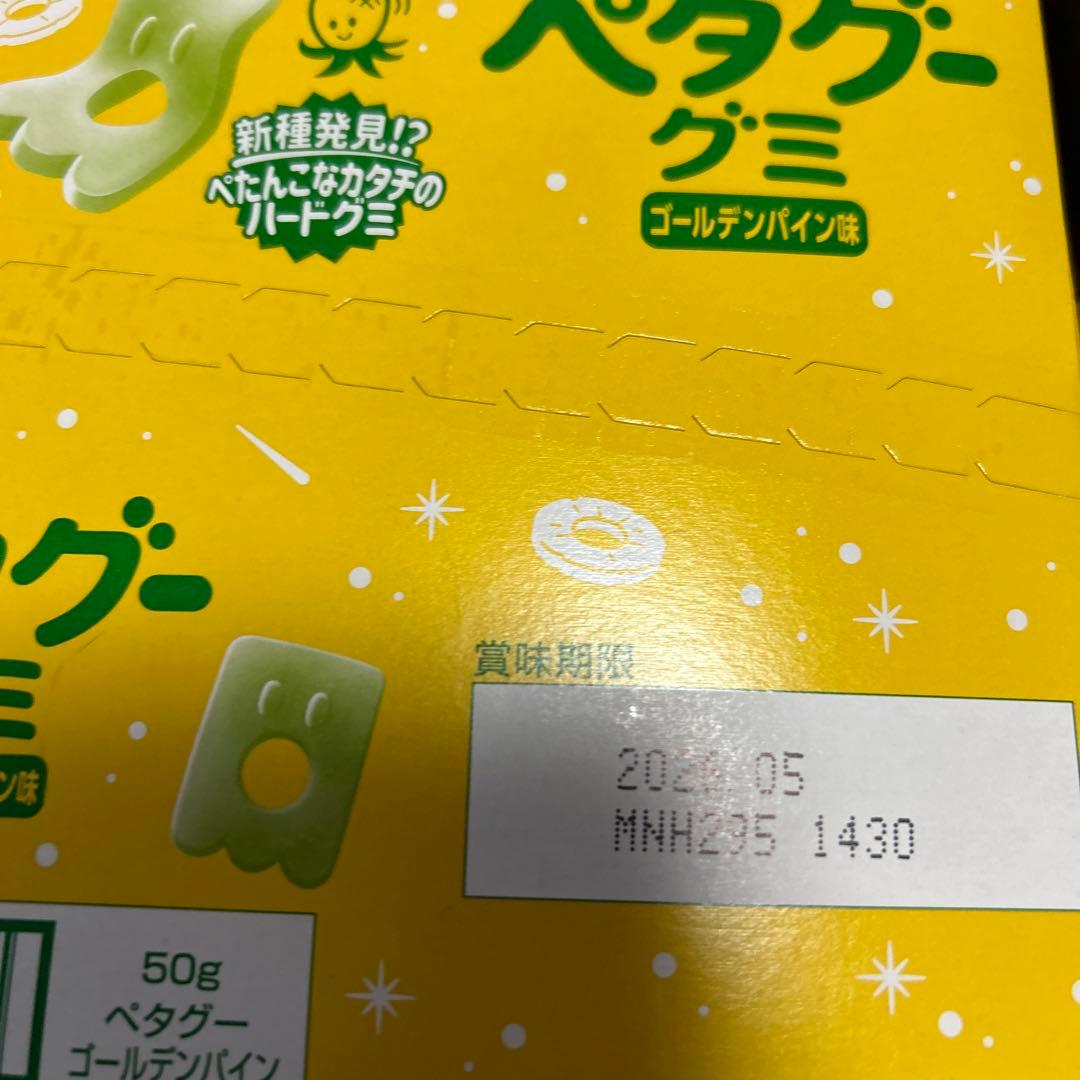 ペタグー
グミ
ゴールデンパイン味
新種発見!?
ぺたんこなカタチの
ハードグミ
タグー
ミ
ン味
賞味期限
05
1430
50g
ペタグー
ゴールデンパイン